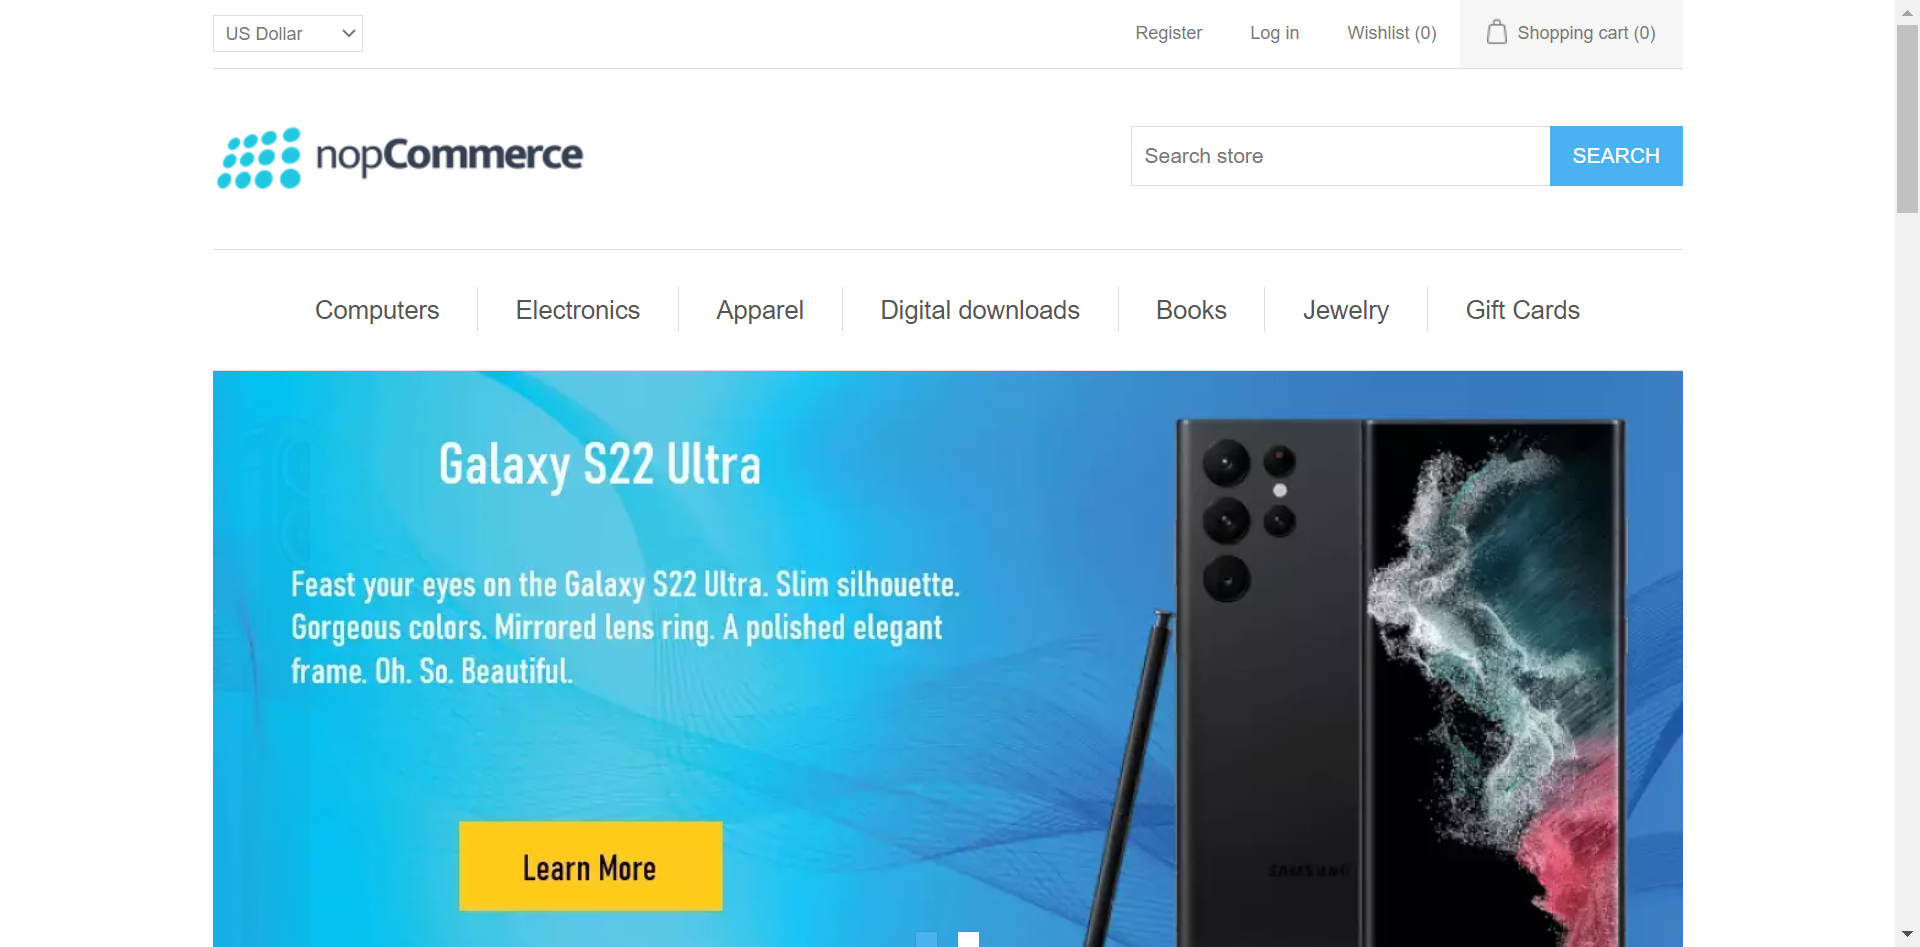 US Dollar
Register
Log in
Wishlist (0)
Shopping cart (0)
nopCommerce
Search store
SEARCH
Computers
Electronics
Apparel
Digital downloads
Books
Jewelry
Gift Cards
Galaxy S22 Ultra
Feast your eyes on the Galaxy S22 Ultra. Slim silhouette.
Gorgeous colors. Mirrored lens ring. A polished elegant
frame. Oh. So. Beautiful.
Learn More
SAMSUNG